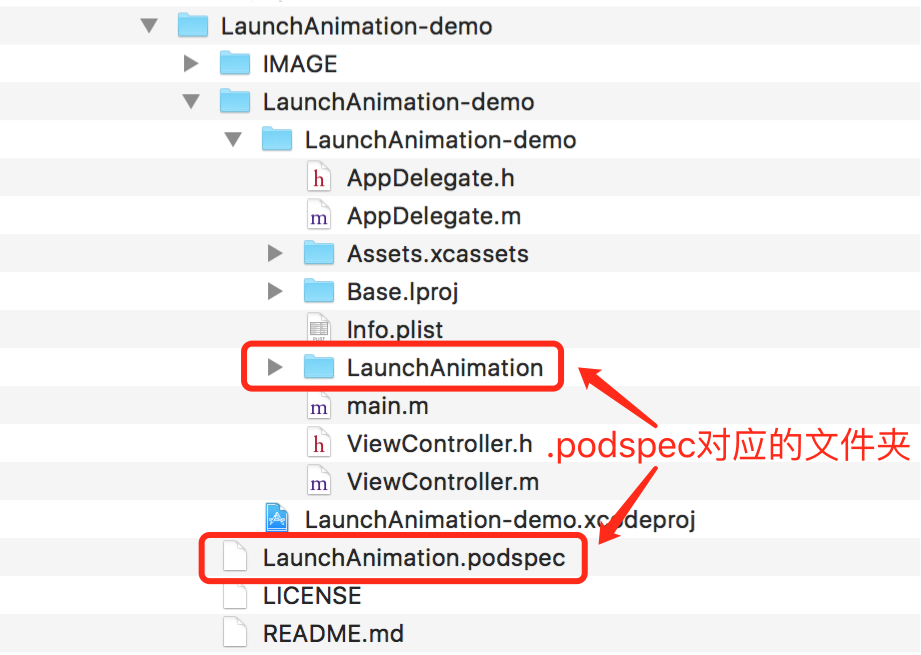 LaunchAnimation-demo
IMAGE
LaunchAnimation-demo
LaunchAnimation-demo
h AppDelegate.h
m AppDelegate.m
Assets.xcassets
Base.lproj
Info.plist
LaunchAnimation
m main.m
h ViewController.h
.podspec对应的文件夹
m ViewController.m
LaunchAnimation-demo.xcodeproj
LaunchAnimation.podspec
LICENSE
README.md